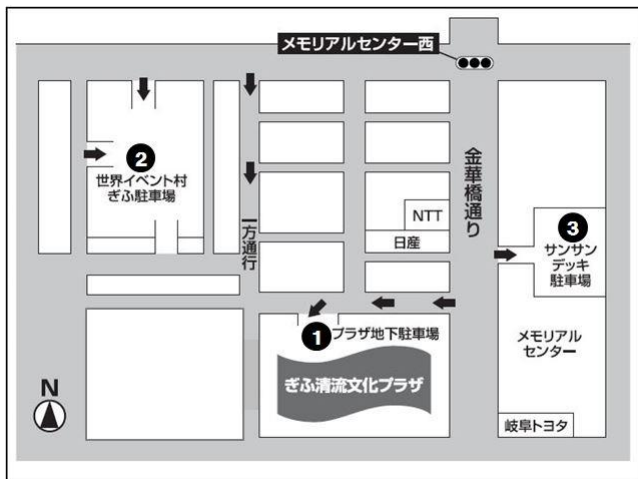 メモリアルセンター西
2
世界イベント村
ぎふ駐車場
一方通行
NTT
日産
金華橋通り
3
サンサン
デッキ
駐車場
1
プラザ地下駐車場
ぎふ清流文化プラザ
メモリアル
センター
岐阜トヨタ
N